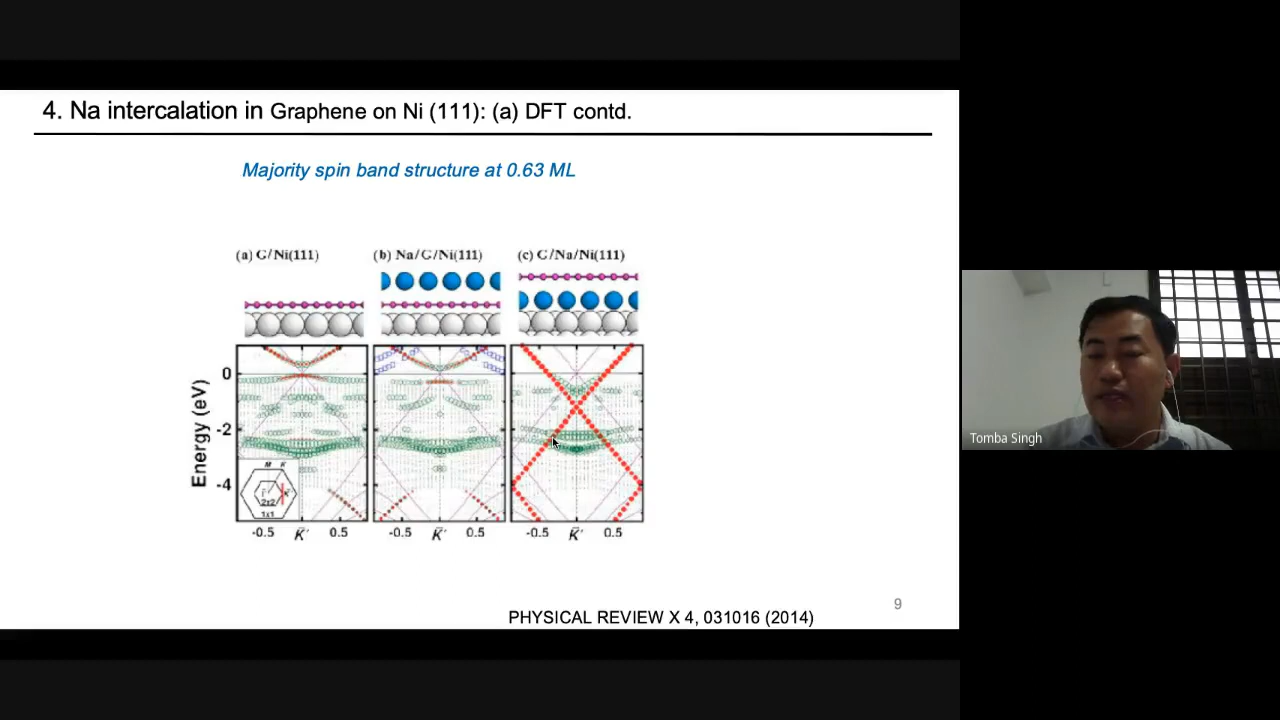 4. Na intercalation in Graphene on Ni (111): (a) DFT contd.
Majority spin band structure at 0.63 ML
(a) G/Ni(111)
(b) Na/G/Ni(111)
(c) G/Na/Ni(111)
Energy (eV)
0
-2
-4
M K
2x2
1x1
-0.5 K̄' 0.5
-0.5 K̄' 0.5
-0.5 K̄' 0.5
9
PHYSICAL REVIEW X 4, 031016 (2014)
Tomba Singh